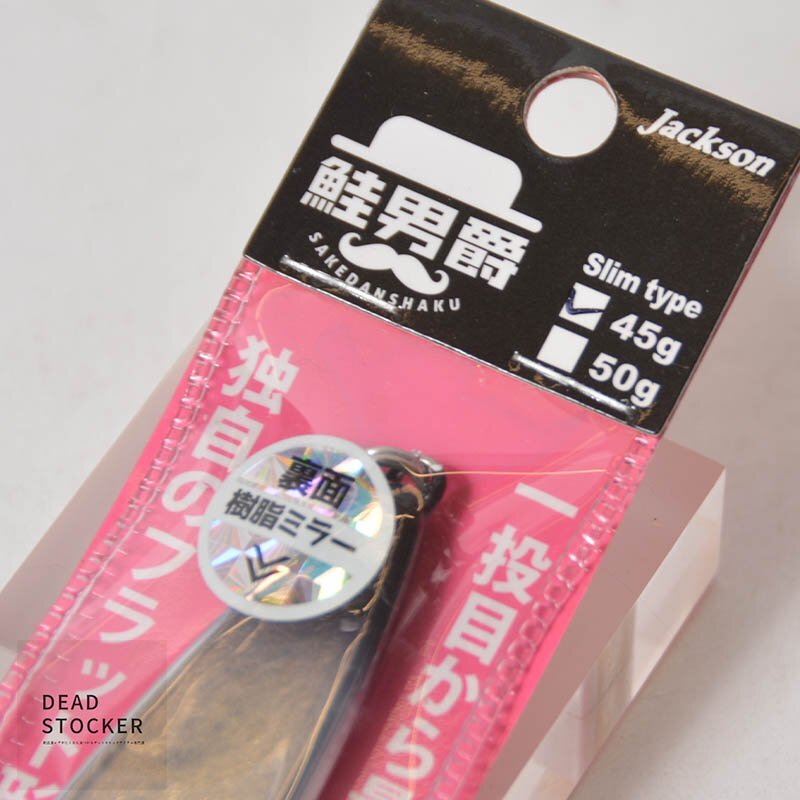 Jackson
鮭男爵
SAKEDANSHAKU
Slim type
45g
50g
独自のフラッ
一投目から
裏面
樹脂ミラー
DEAD
STOCKER